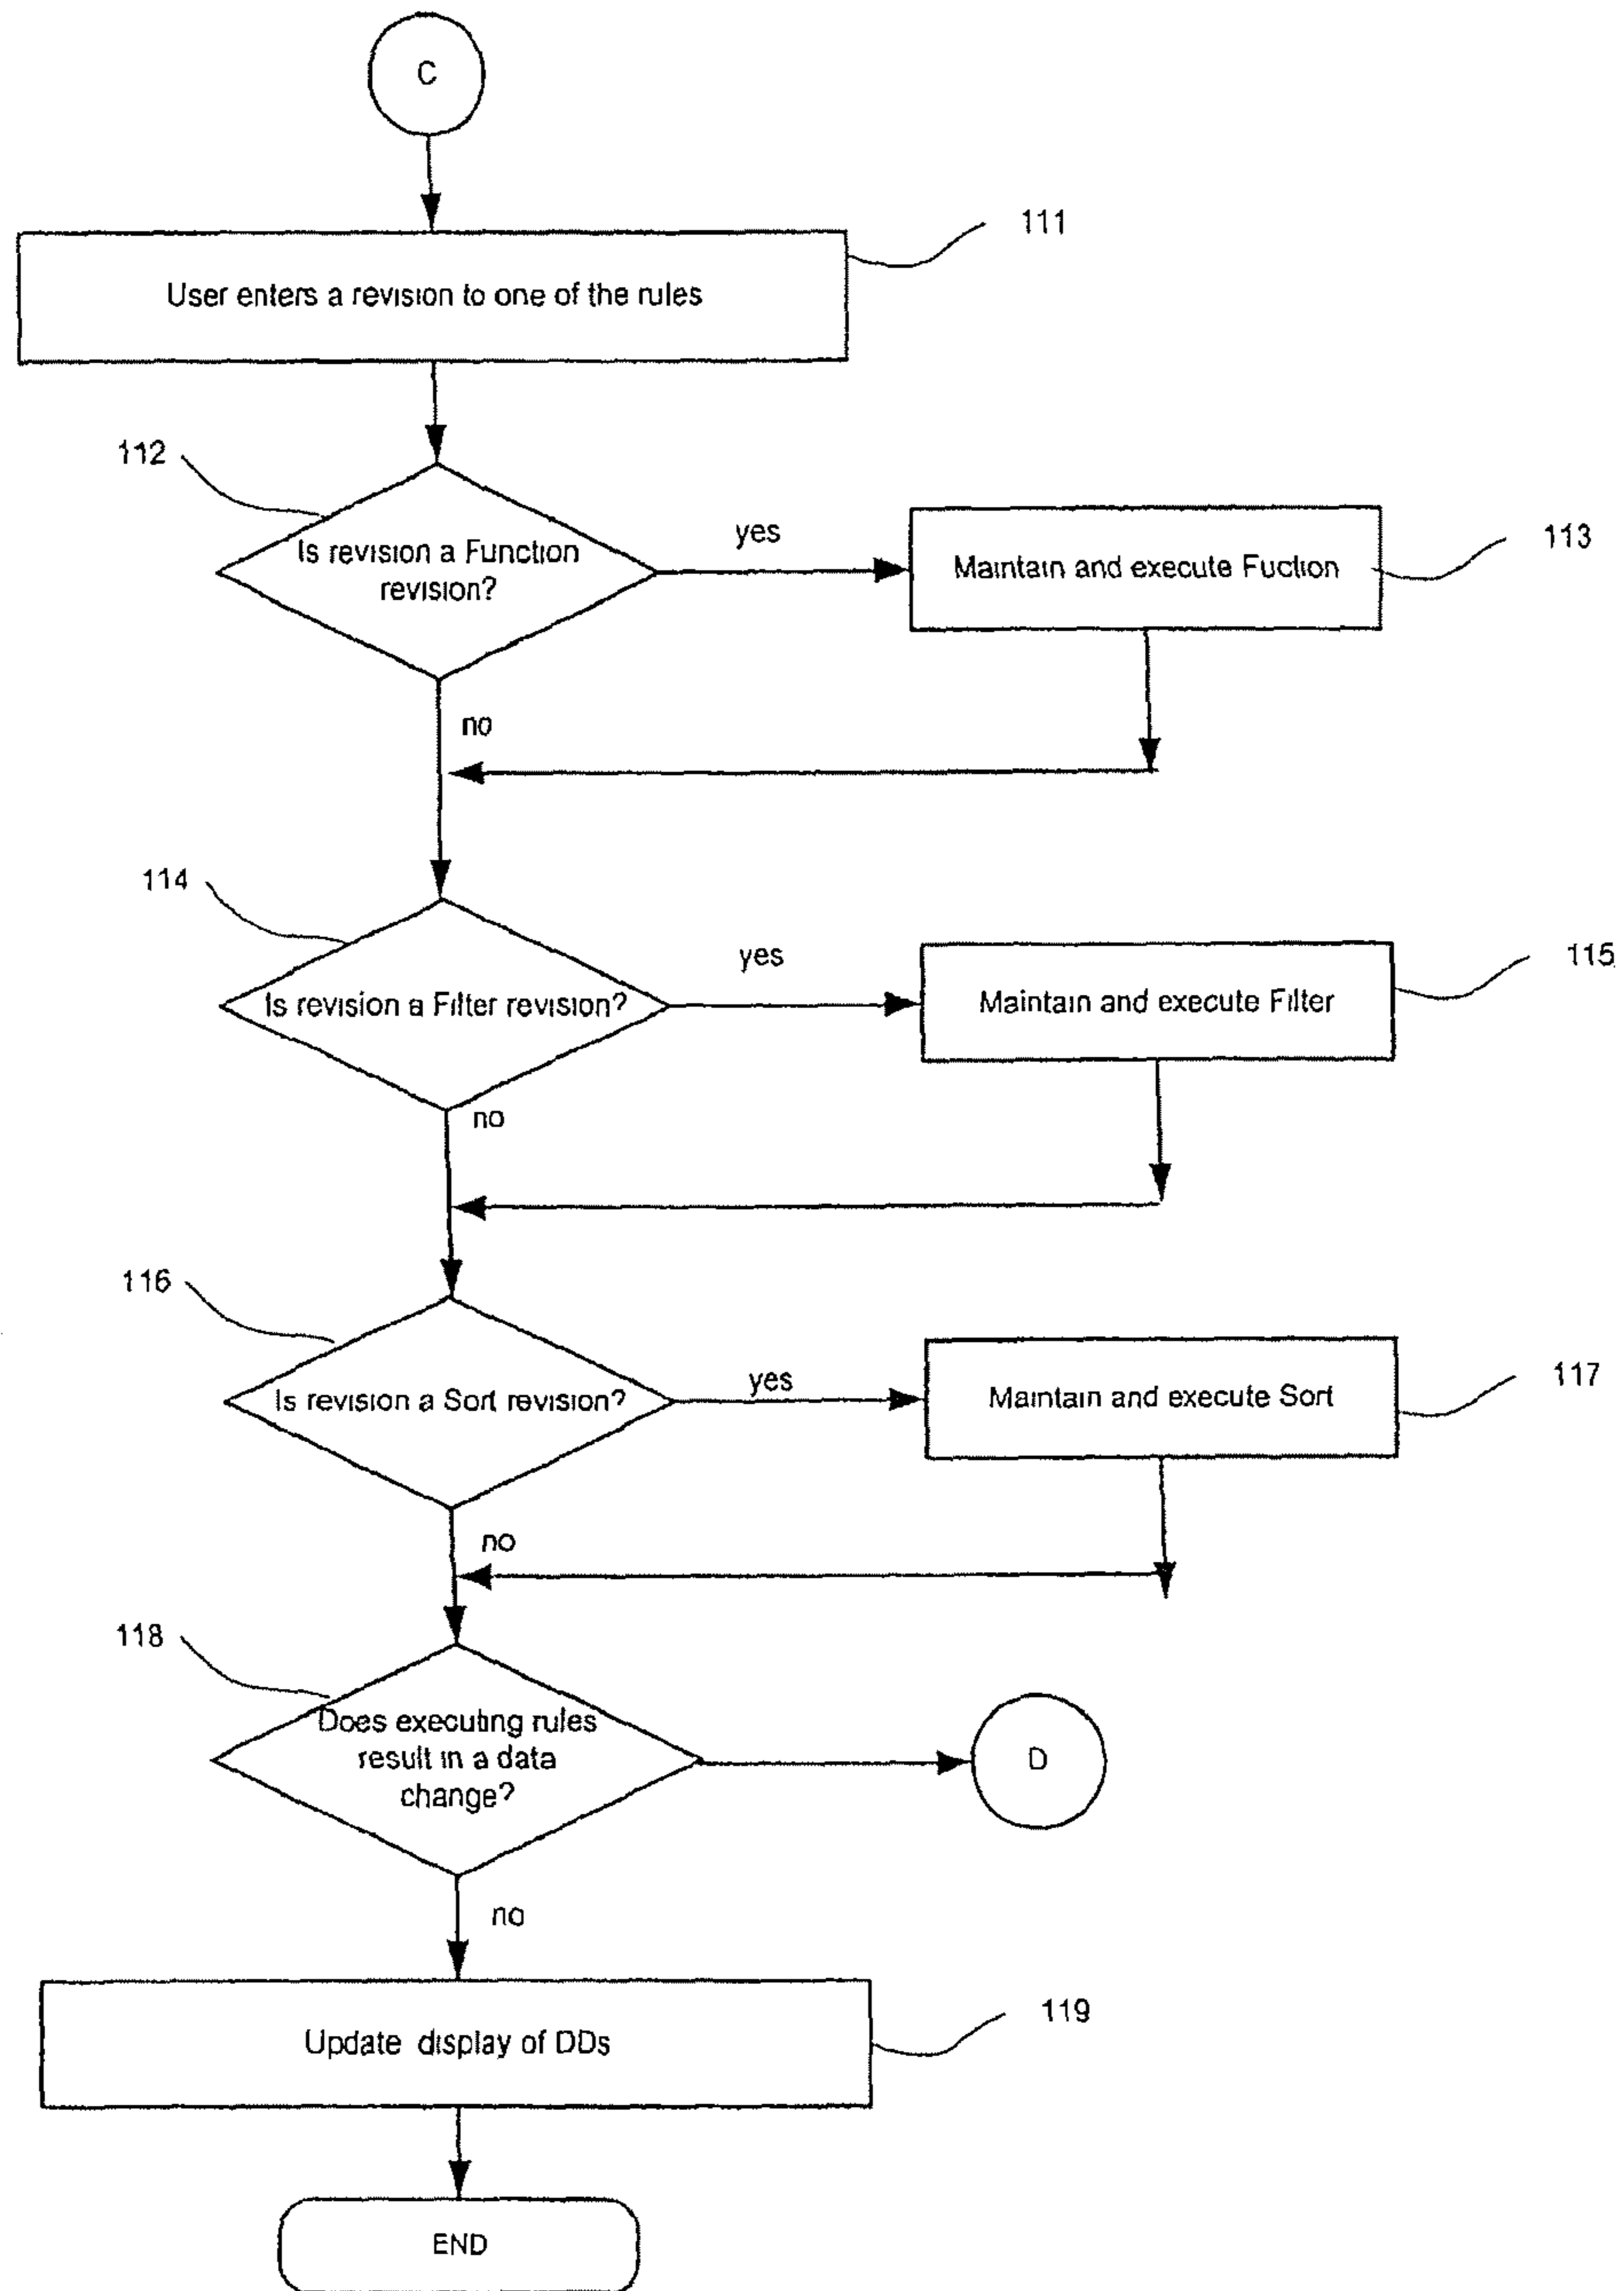 C
111
User enters a revision to one of the rules
112
Is revision a Function
revision?
yes
Maintain and execute Fuction
113
no
114
Is revision a Filter revision?
yes
Maintain and execute Filter
115
no
116
Is revision a Sort revision?
yes
Maintain and execute Sort
117
no
118
Does executing rules
result in a data
change?
D
no
Update display of DDs
119
END